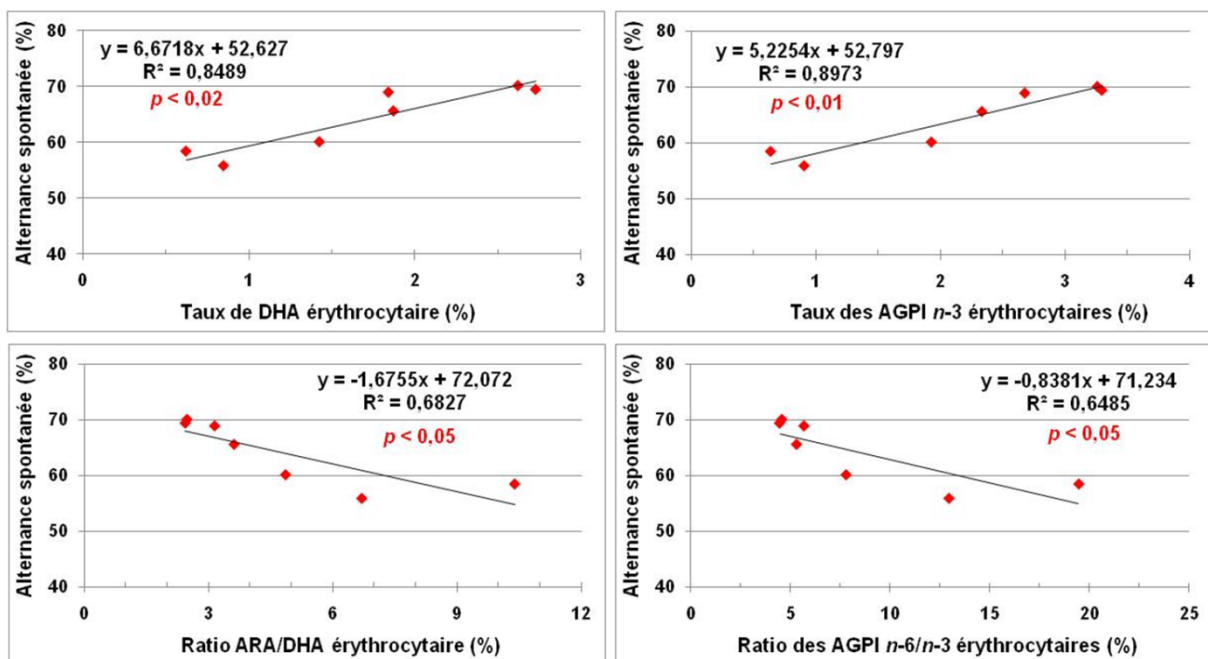 Alternance spontanée (%)
80
70
60
50
40
y = 6,6718x + 52,627
R² = 0,8489
p < 0,02
0 1 2 3
Taux de DHA érythrocytaire (%)
Alternance spontanée (%)
80
70
60
50
40
y = 5,2254x + 52,797
R² = 0,8973
p < 0,01
0 1 2 3 4
Taux des AGPI n-3 érythrocytaires (%)
Alternance spontanée (%)
80
70
60
50
40
y = -1,6755x + 72,072
R² = 0,6827
p < 0,05
0 3 6 9 12
Ratio ARA/DHA érythrocytaire (%)
Alternance spontanée (%)
80
70
60
50
40
y = -0,8381x + 71,234
R² = 0,6485
p < 0,05
0 5 10 15 20 25
Ratio des AGPI n-6/n-3 érythrocytaires (%)